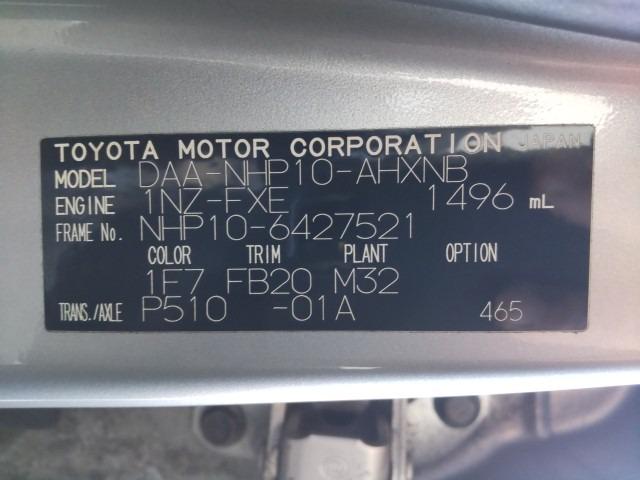 TOYOTA MOTOR CORPORATION JAPAN
MODEL DAA-NHP10-AHXNB
ENGINE 1NZ-FXE 1496 mL
FRAME No. NHP10-6427521
COLOR TRIM PLANT OPTION
1F7 FB20 M32
TRANS./AXLE P510 -01A 465